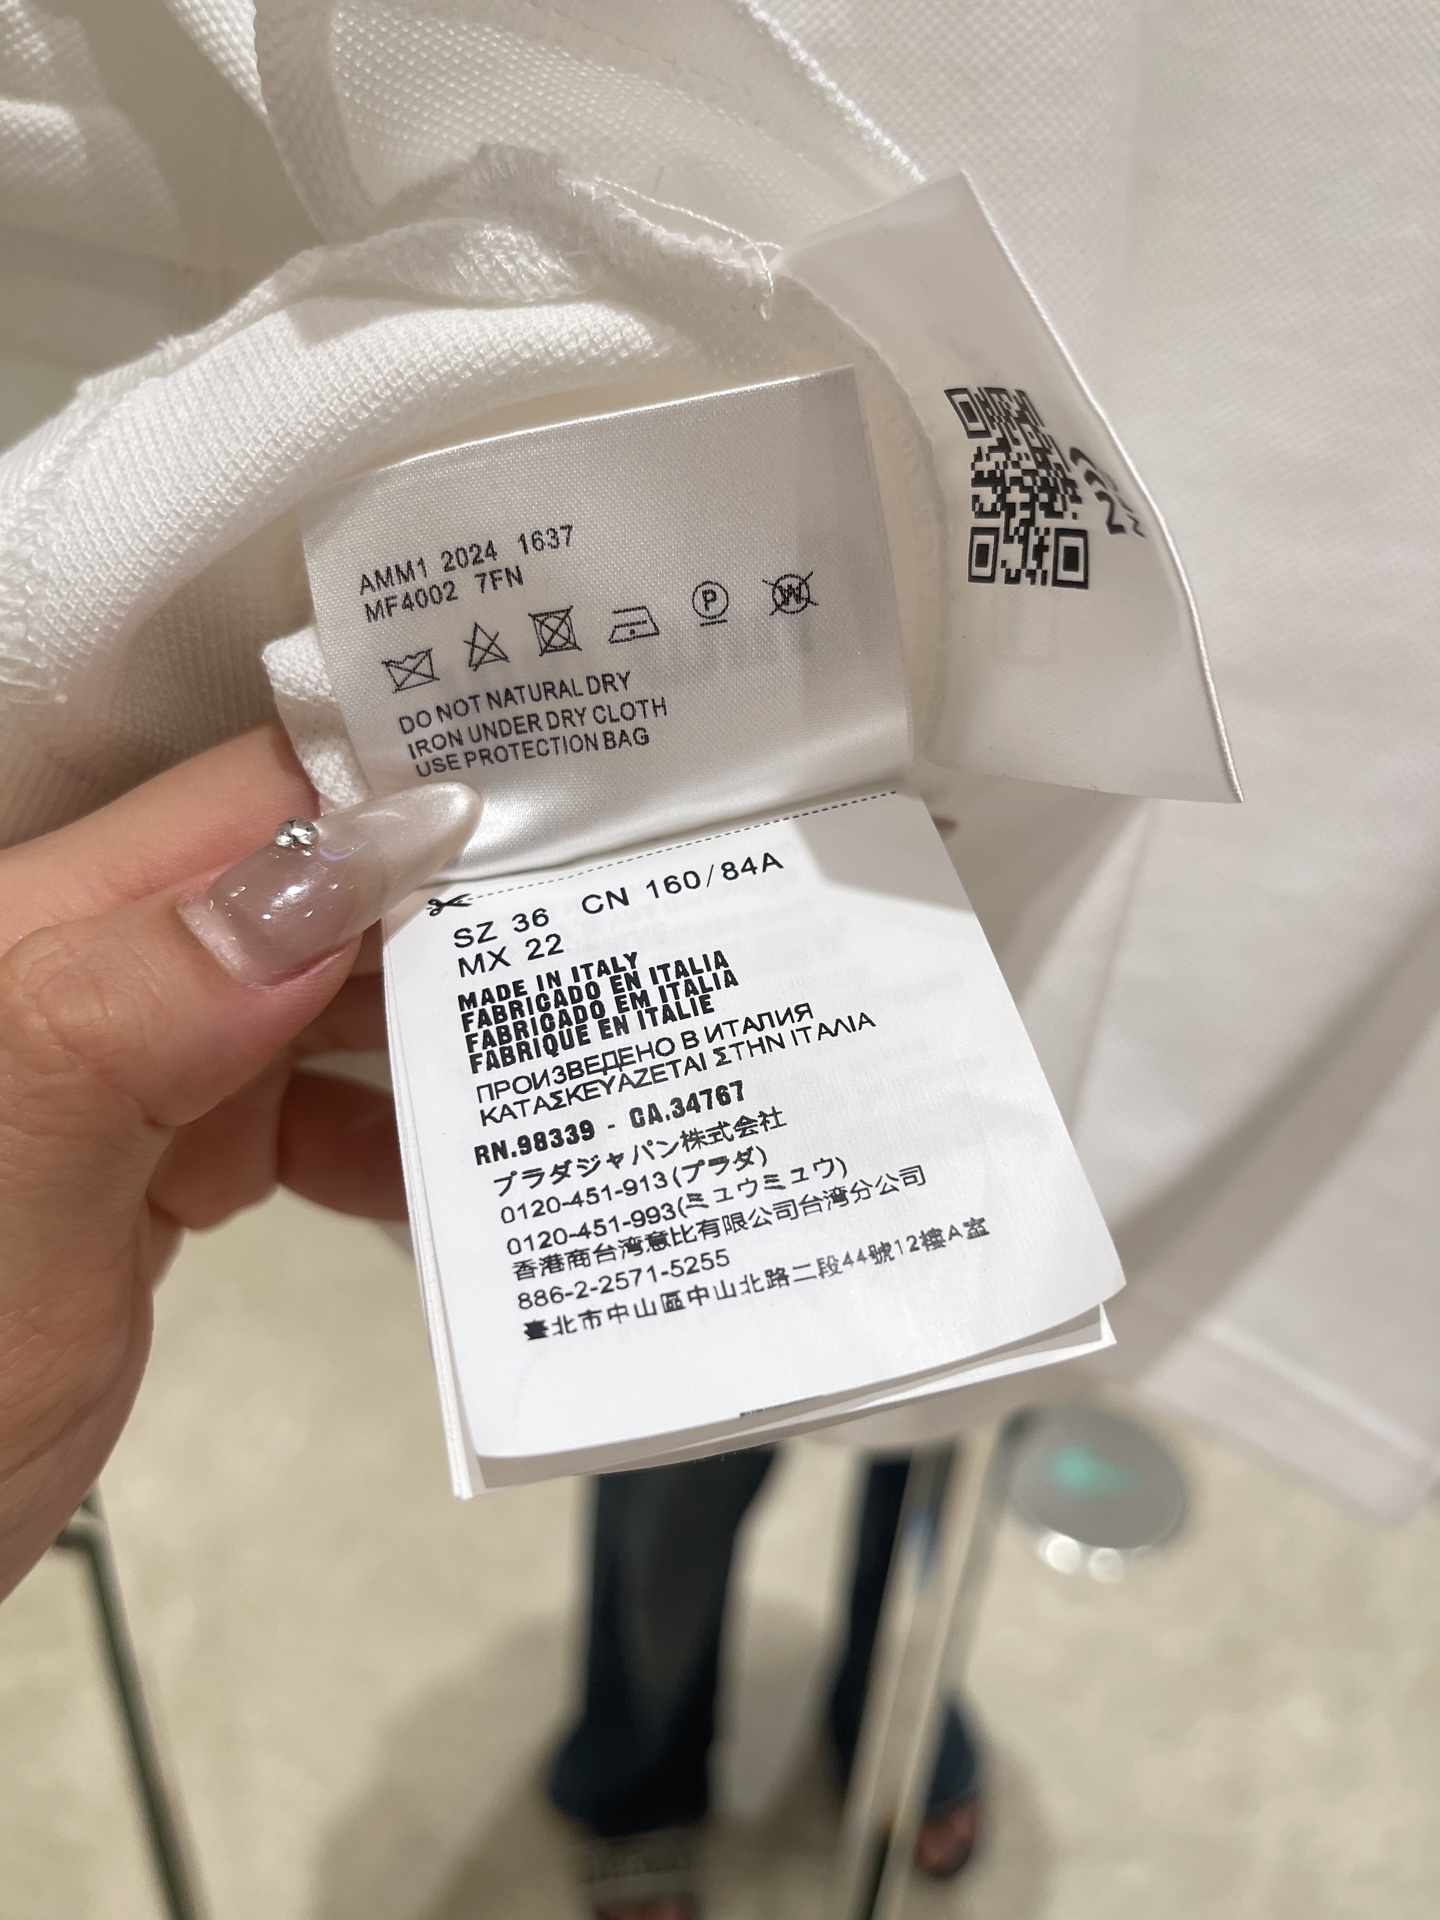 AMM1 2024 1637
MF4002 7FN
P
W
DO NOT NATURAL DRY
IRON UNDER DRY CLOTH
USE PROTECTION BAG
SZ 36 CN 160/84A
MX 22
MADE IN ITALY
FABRICADO EN ITALIA
FABRICADO EM ITALIA
FABRIQUE EN ITALIE
ПРОИЗВЕДЕНО В ИТАЛИЯ
ΚΑΤΑΣΚΕΥΑΖΕΤΑΙ ΣΤΗΝ ΙΤΑΛΙΑ
RN.98339 - CA.34767
プラダジャパン株式会社
0120-451-913(プラダ)
0120-451-993(ミュウミュウ)
香港商台湾意比有限公司台湾分公司
886-2-2571-5255
臺北市中山區中山北路二段44號12樓A室